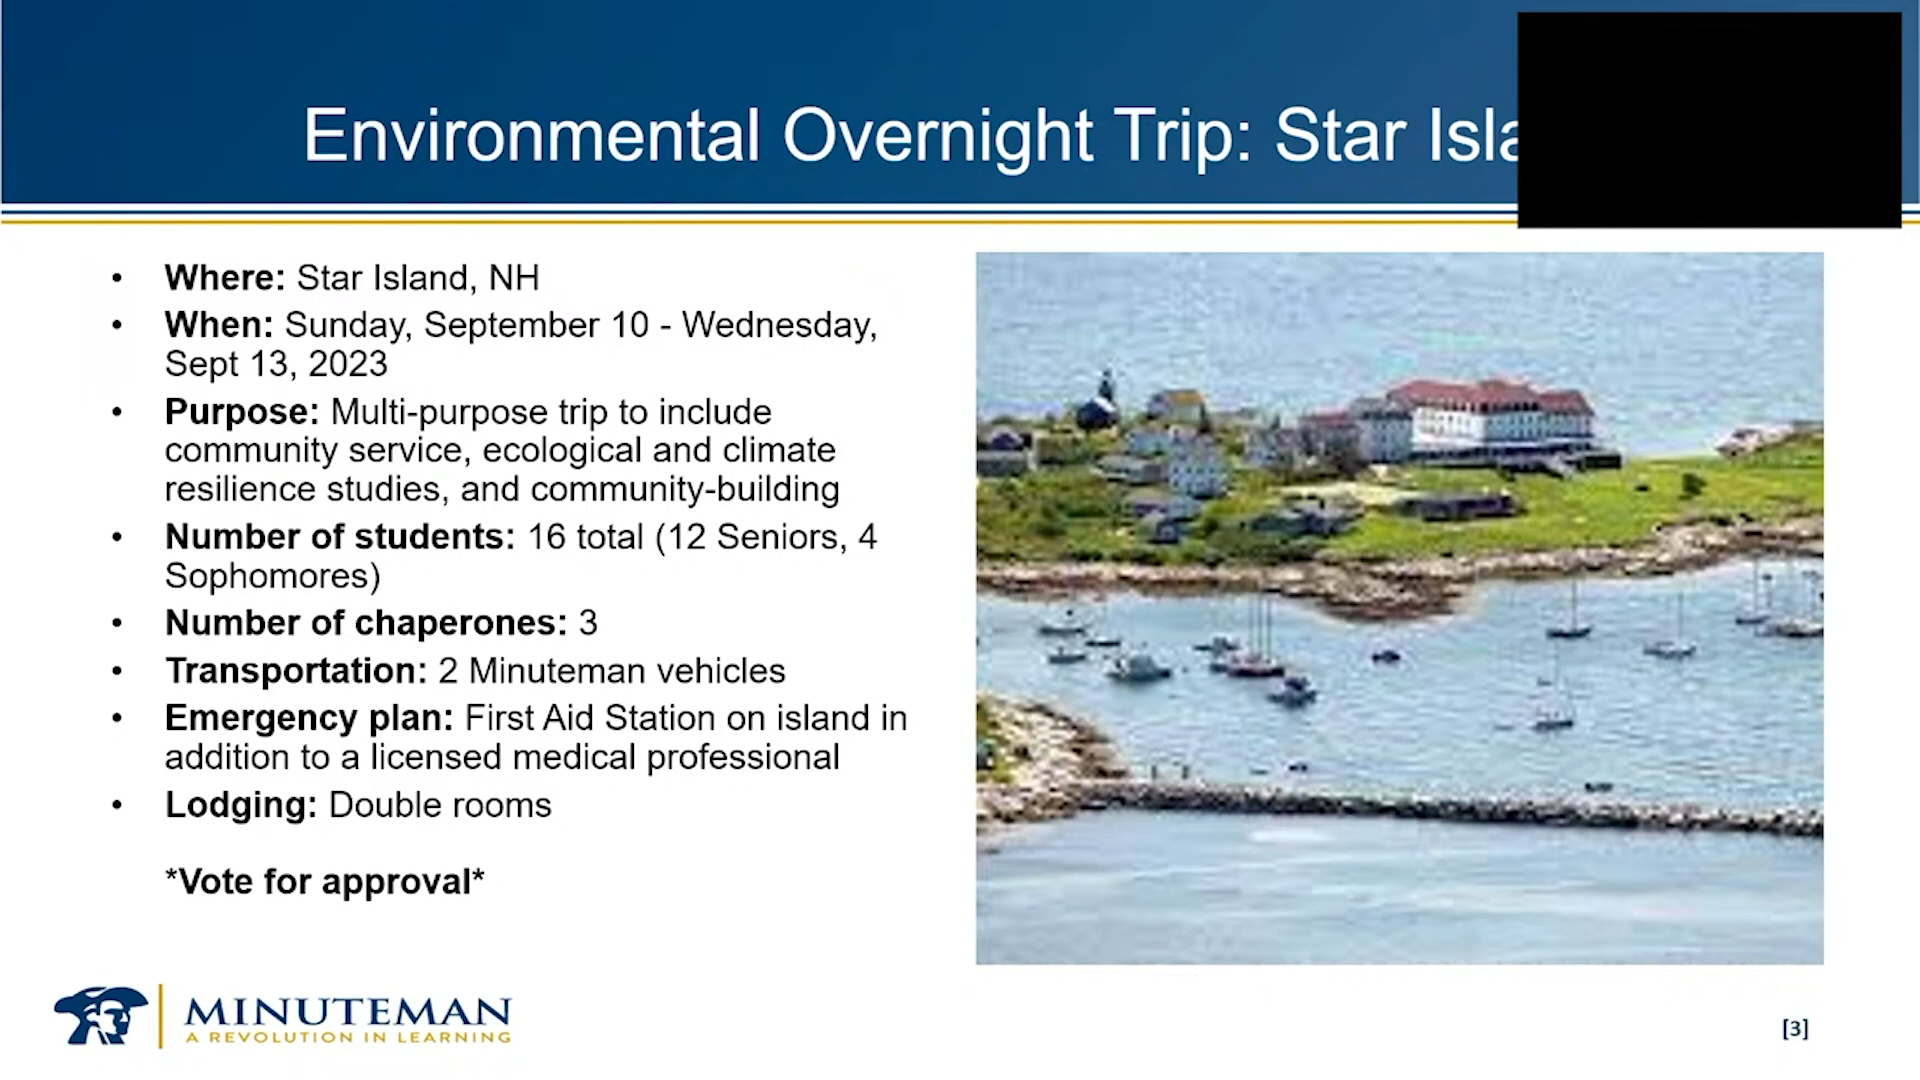 Environmental Overnight Trip: Star Isla
• Where: Star Island, NH
• When: Sunday, September 10 - Wednesday,
Sept 13, 2023
• Purpose: Multi-purpose trip to include
community service, ecological and climate
resilience studies, and community-building
• Number of students: 16 total (12 Seniors, 4
Sophomores)
• Number of chaperones: 3
• Transportation: 2 Minuteman vehicles
• Emergency plan: First Aid Station on island in
addition to a licensed medical professional
• Lodging: Double rooms
*Vote for approval*
MINUTEMAN
A REVOLUTION IN LEARNING
[3]